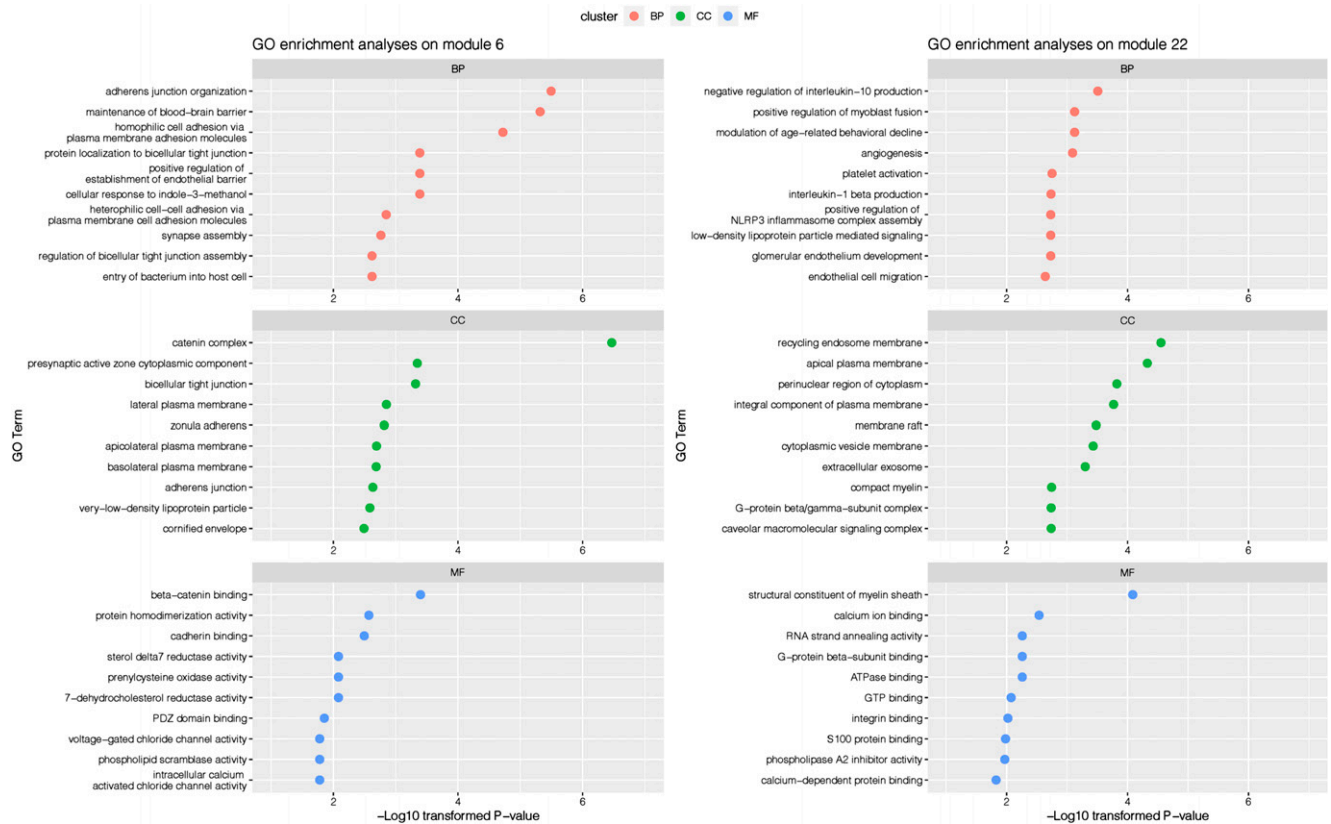 cluster BP CC MF
GO enrichment analyses on module 6
BP
adherens junction organization
maintenance of blood-brain barrier
homophilic cell adhesion via
plasma membrane adhesion molecules
protein localization to bicellular tight junction
positive regulation of
establishment of endothelial barrier
cellular response to indole-3-methanol
heterophilic cell-cell adhesion via
plasma membrane cell adhesion molecules
synapse assembly
regulation of bicellular tight junction assembly
entry of bacterium into host cell
2 4 6
CC
catenin complex
presynaptic active zone cytoplasmic component
bicellular tight junction
lateral plasma membrane
zonula adherens
apicolateral plasma membrane
basolateral plasma membrane
adherens junction
very-low-density lipoprotein particle
cornified envelope
2 4 6
MF
beta-catenin binding
protein homodimerization activity
cadherin binding
sterol delta7 reductase activity
prenylcysteine oxidase activity
7-dehydrocholesterol reductase activity
PDZ domain binding
voltage-gated chloride channel activity
phospholipid scramblase activity
intracellular calcium
activated chloride channel activity
2 4 6
-Log10 transformed P-value
GO Term
GO enrichment analyses on module 22
BP
negative regulation of interleukin-10 production
positive regulation of myoblast fusion
modulation of age-related behavioral decline
angiogenesis
platelet activation
interleukin-1 beta production
positive regulation of
NLRP3 inflammasome complex assembly
low-density lipoprotein particle mediated signaling
glomerular endothelium development
endothelial cell migration
2 4 6
CC
recycling endosome membrane
apical plasma membrane
perinuclear region of cytoplasm
integral component of plasma membrane
membrane raft
cytoplasmic vesicle membrane
extracellular exosome
compact myelin
G-protein beta/gamma-subunit complex
caveolar macromolecular signaling complex
2 4 6
MF
structural constituent of myelin sheath
calcium ion binding
RNA strand annealing activity
G-protein beta-subunit binding
ATPase binding
GTP binding
integrin binding
S100 protein binding
phospholipase A2 inhibitor activity
calcium-dependent protein binding
2 4 6
-Log10 transformed P-value
GO Term